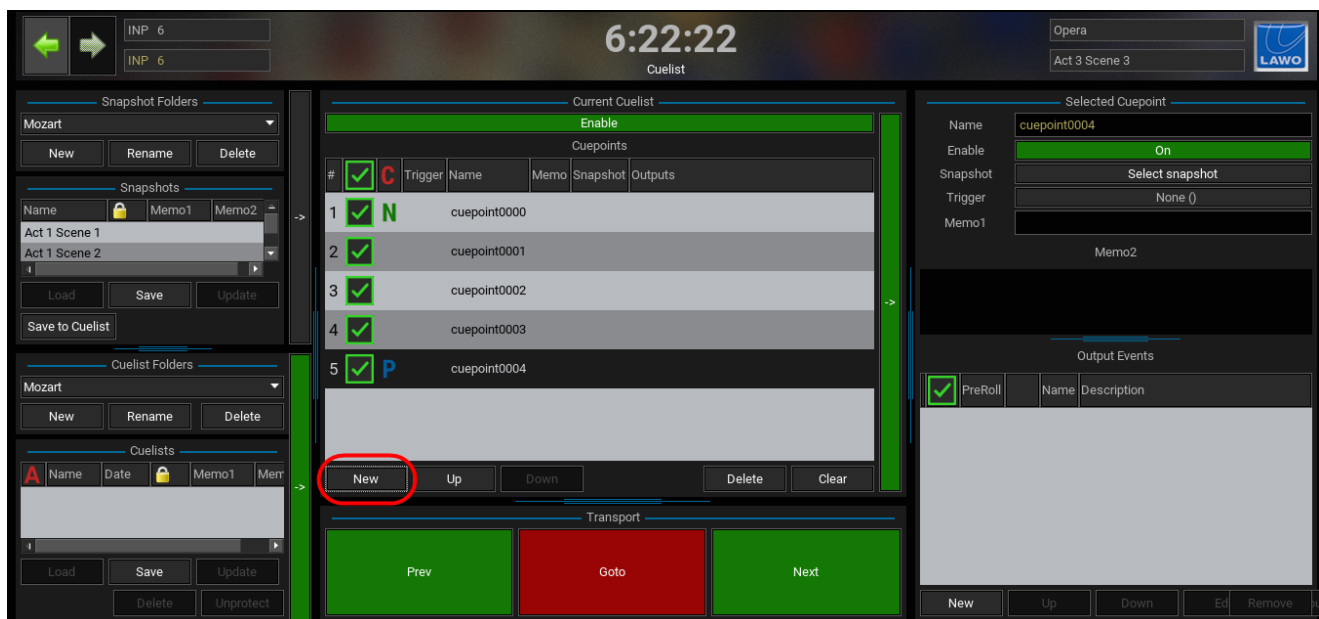 INP 6
INP 6
6:22:22
Cuelist
Opera
Act 3 Scene 3
LAWO
Snapshot Folders
Mozart
New Rename Delete
Snapshots
Name Memo1 Memo2
Act 1 Scene 1
Act 1 Scene 2
Load Save Update
Save to Cuelist
->
Cuelist Folders
Mozart
New Rename Delete
Cuelists
A Name Date Memo1 Mem
Load Save Update
Delete Unprotect
->
Current Cuelist
Enable
Cuepoints
# C Trigger Name Memo Snapshot Outputs
1 N cuepoint0000
2 cuepoint0001
3 cuepoint0002
4 cuepoint0003
5 P cuepoint0004
New Up Down Delete Clear
->
Transport
Prev Goto Next
Selected Cuepoint
Name cuepoint0004
Enable On
Snapshot Select snapshot
Trigger None ()
Memo1
Memo2
Output Events
PreRoll Name Description
New Up Down Ed Remove